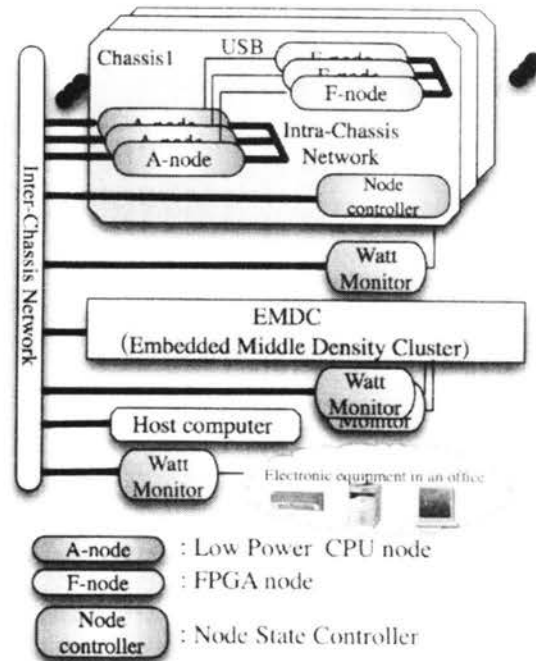 Chassis1
USB
F-node
F-node
F-node
A-node
A-node
A-node
Intra-Chassis
Network
Node
controller
Inter-Chassis Network
Watt
Monitor
EMDC
(Embedded Middle Density Cluster)
Watt
Monitor
Monitor
Host computer
Watt
Monitor
Electronic equipment in an office
A-node : Low Power CPU node
F-node : FPGA node
Node
controller : Node State Controller